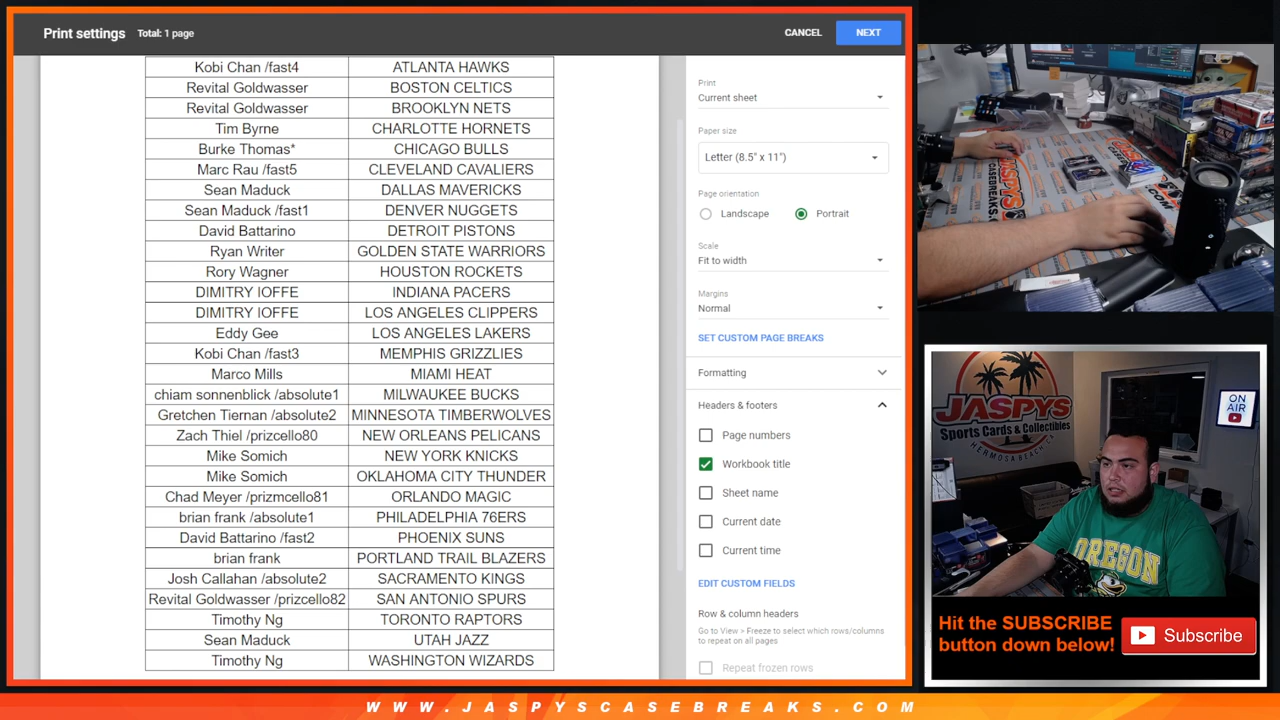 Print settings Total: 1 page CANCEL NEXT
Kobi Chan /fast4 ATLANTA HAWKS
Revital Goldwasser BOSTON CELTICS
Revital Goldwasser BROOKLYN NETS
Tim Byrne CHARLOTTE HORNETS
Burke Thomas* CHICAGO BULLS
Marc Rau /fast5 CLEVELAND CAVALIERS
Sean Maduck DALLAS MAVERICKS
Sean Maduck /fast1 DENVER NUGGETS
David Battarino DETROIT PISTONS
Ryan Writer GOLDEN STATE WARRIORS
Rory Wagner HOUSTON ROCKETS
DIMITRY IOFFE INDIANA PACERS
DIMITRY IOFFE LOS ANGELES CLIPPERS
Eddy Gee LOS ANGELES LAKERS
Kobi Chan /fast3 MEMPHIS GRIZZLIES
Marco Mills MIAMI HEAT
chiam sonnenblick /absolute1 MILWAUKEE BUCKS
Gretchen Tiernan /absolute2 MINNESOTA TIMBERWOLVES
Zach Thiel /prizcello80 NEW ORLEANS PELICANS
Mike Somich NEW YORK KNICKS
Mike Somich OKLAHOMA CITY THUNDER
Chad Meyer /prizmcello81 ORLANDO MAGIC
brian frank /absolute1 PHILADELPHIA 76ERS
David Battarino /fast2 PHOENIX SUNS
brian frank PORTLAND TRAIL BLAZERS
Josh Callahan /absolute2 SACRAMENTO KINGS
Revital Goldwasser /prizcello82 SAN ANTONIO SPURS
Timothy Ng TORONTO RAPTORS
Sean Maduck UTAH JAZZ
Timothy Ng WASHINGTON WIZARDS
Print
Current sheet
Paper size
Letter (8.5" x 11")
Page orientation
Landscape Portrait
Scale
Fit to width
Margins
Normal
SET CUSTOM PAGE BREAKS
Formatting
Headers & footers
Page numbers
Workbook title
Sheet name
Current date
Current time
EDIT CUSTOM FIELDS
Row & column headers
Go to View > Freeze to select which rows/columns
to repeat on all pages
Repeat frozen rows
JASPYS
Sports Cards & Collectibles
HERMOSA BEACH, CA
ON
AIR
OREGON
Hit the SUBSCRIBE
button down below!
Subscribe
WWW.JASPYSCASEBREAKS.COM